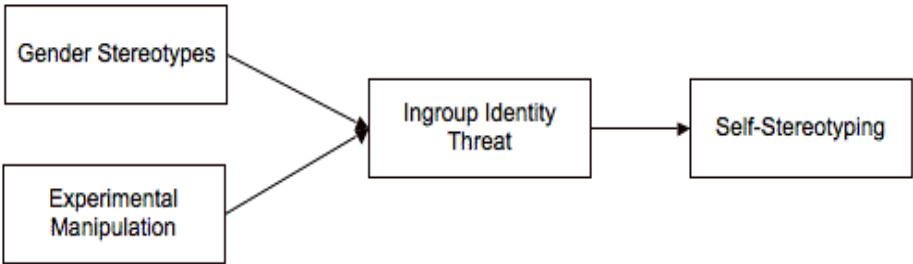 Gender Stereotypes
Ingroup Identity
Threat
Self-Stereotyping
Experimental
Manipulation